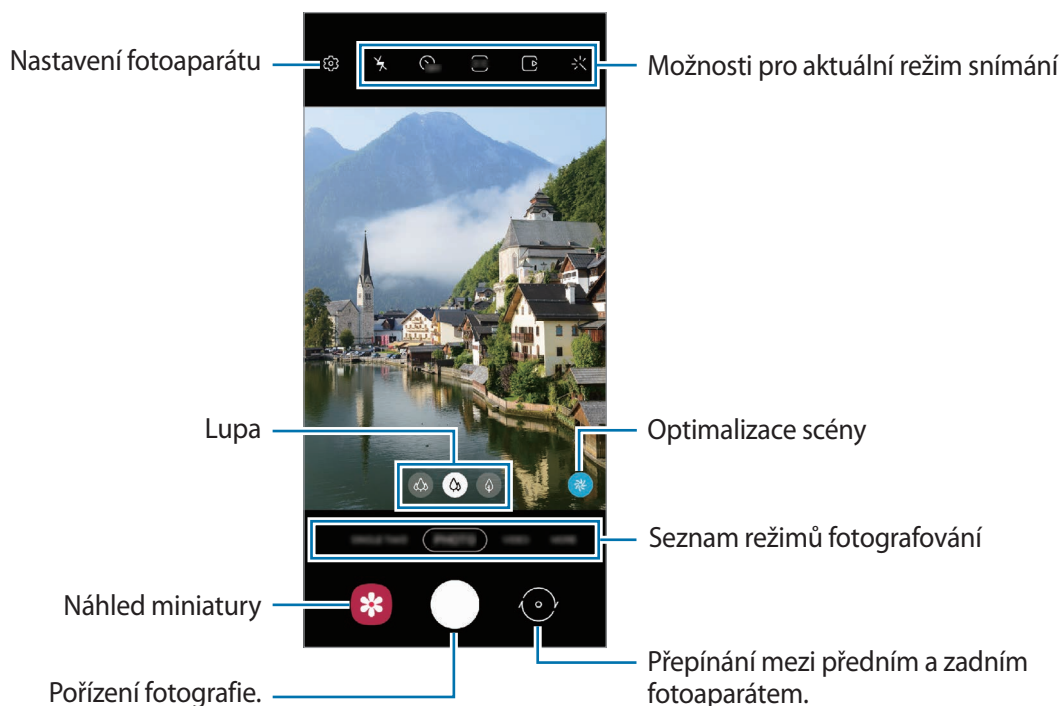 Nastavení fotoaparátu
Možnosti pro aktuální režim snímání
Lupa
Optimalizace scény
PHOTO
Seznam režimů fotografování
Náhled miniatury
Přepínání mezi předním a zadním
fotoaparátem.
Pořízení fotografie.